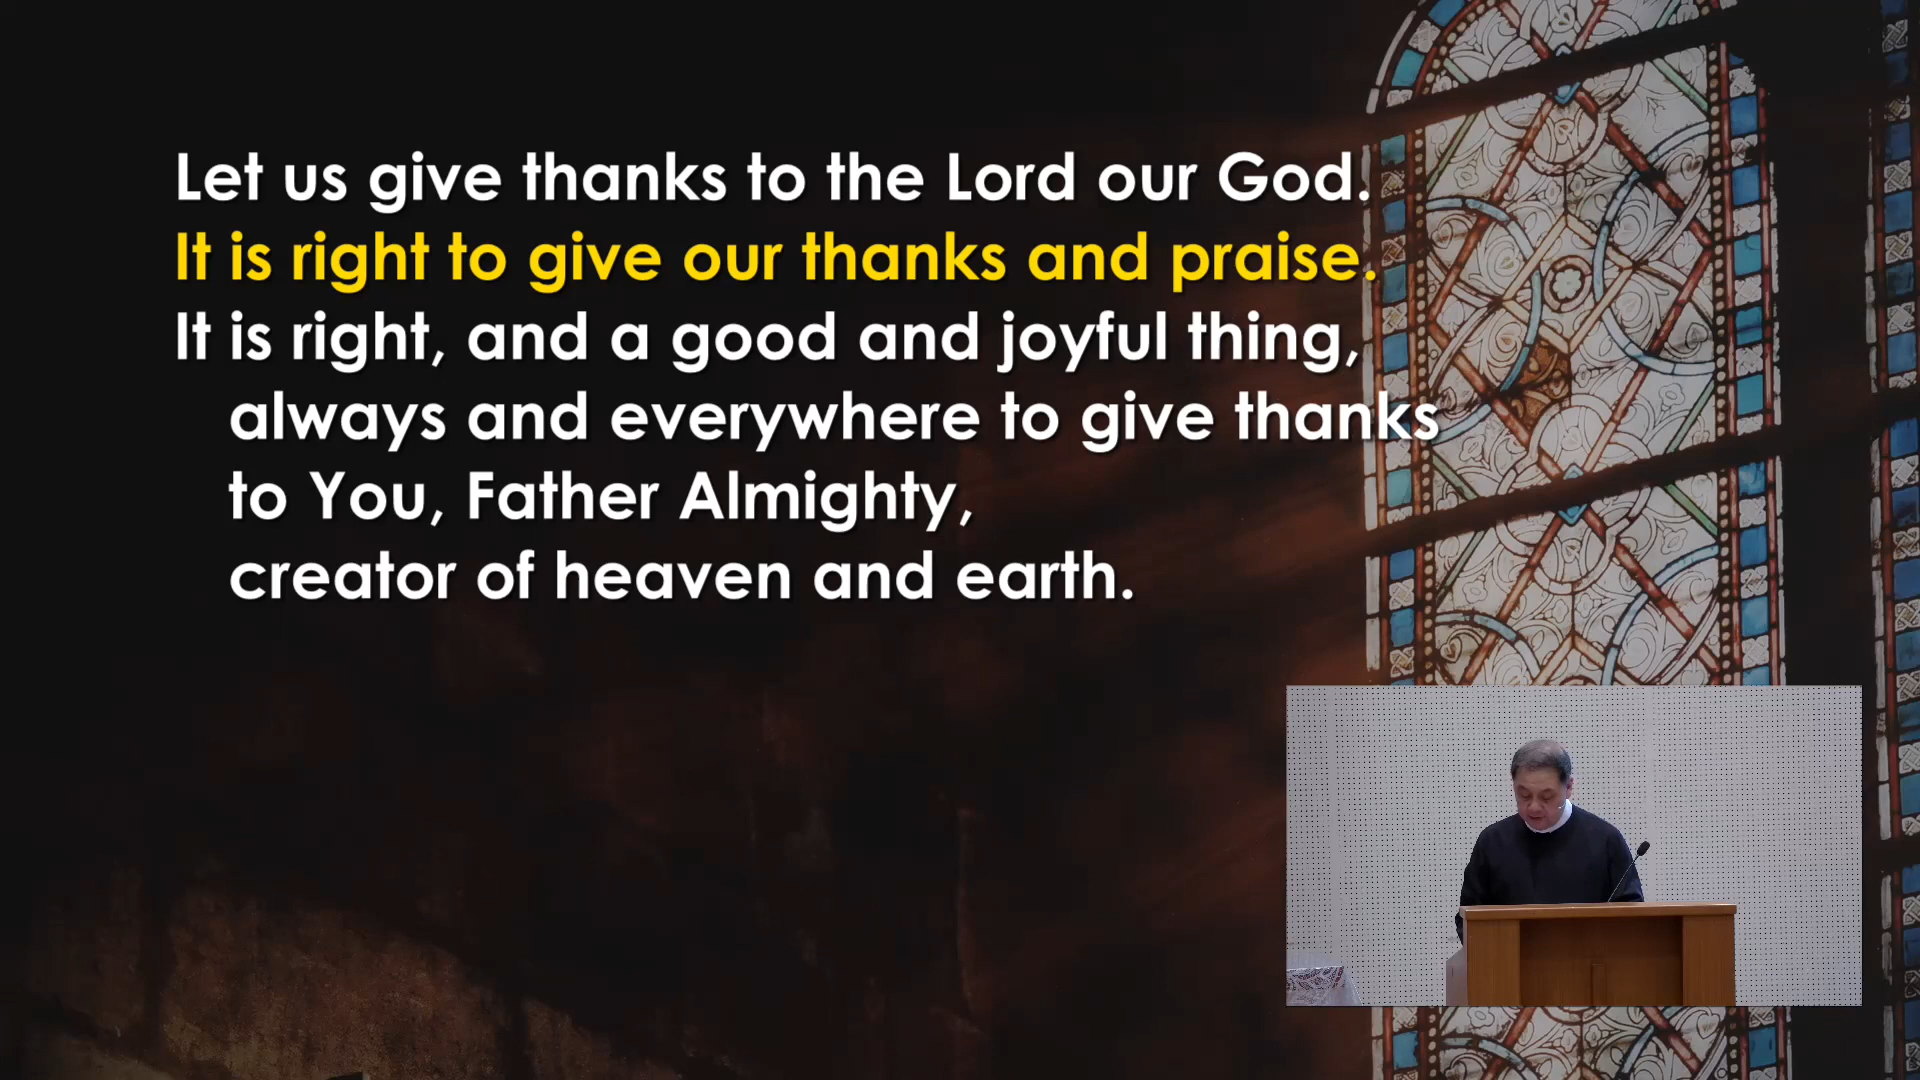 Let us give thanks to the Lord our God.
It is right to give our thanks and praise.
It is right, and a good and joyful thing,
always and everywhere to give thanks
to You, Father Almighty,
creator of heaven and earth.